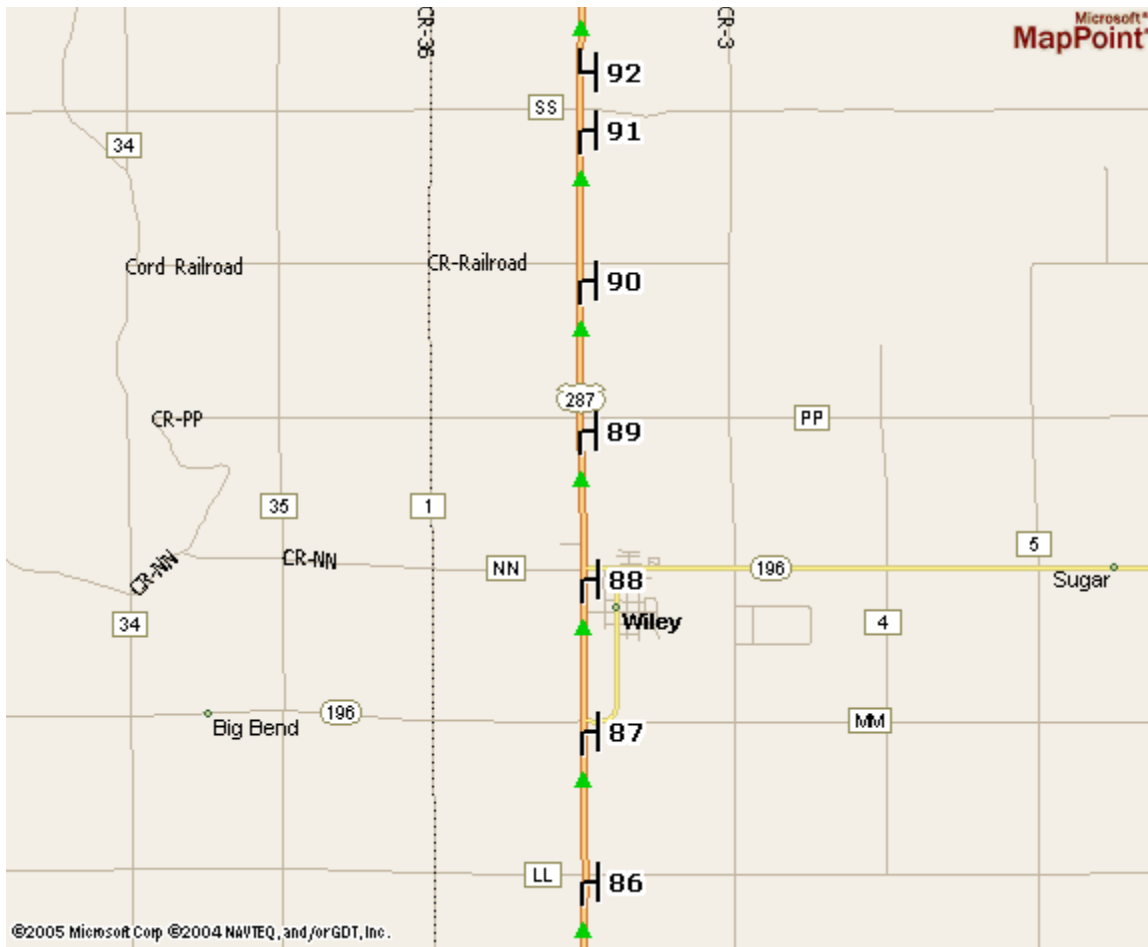 CR-36
CR-3
Microsoft®
MapPoint®
92
SS
91
34
Cord Railroad
CR-Railroad
90
287
CR-PP
PP
89
35
1
5
CR-NN
CR-NN
NN
196
Sugar
88
34
Wiley
4
196
Big Bend
MM
87
LL
86
©2005 Microsoft Corp ©2004 NAVTEQ, and/or GDT, Inc.